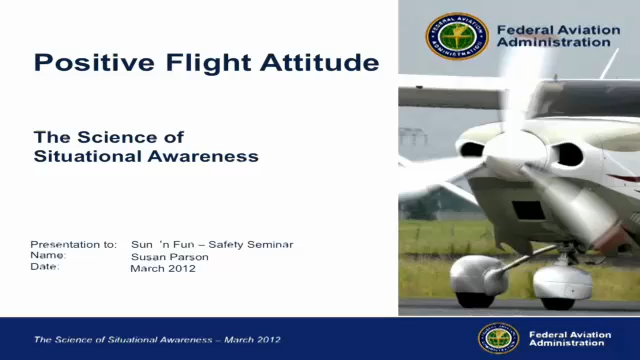 Positive Flight Attitude
Federal Aviation
Administration
The Science of
Situational Awareness
Presentation to: Sun 'n Fun – Safety Seminar
Name: Susan Parson
Date: March 2012
The Science of Situational Awareness – March 2012
Federal Aviation
Administration